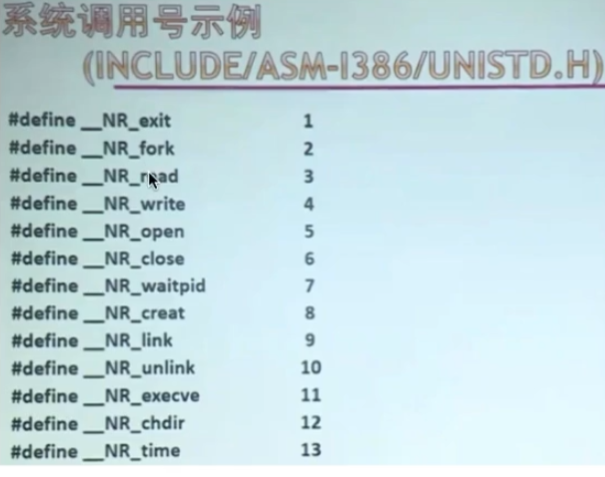 系统调用号示例
(INCLUDE/ASM-I386/UNISTD.H)
#define __NR_exit 1
#define __NR_fork 2
#define __NR_read 3
#define __NR_write 4
#define __NR_open 5
#define __NR_close 6
#define __NR_waitpid 7
#define __NR_creat 8
#define __NR_link 9
#define __NR_unlink 10
#define __NR_execve 11
#define __NR_chdir 12
#define __NR_time 13